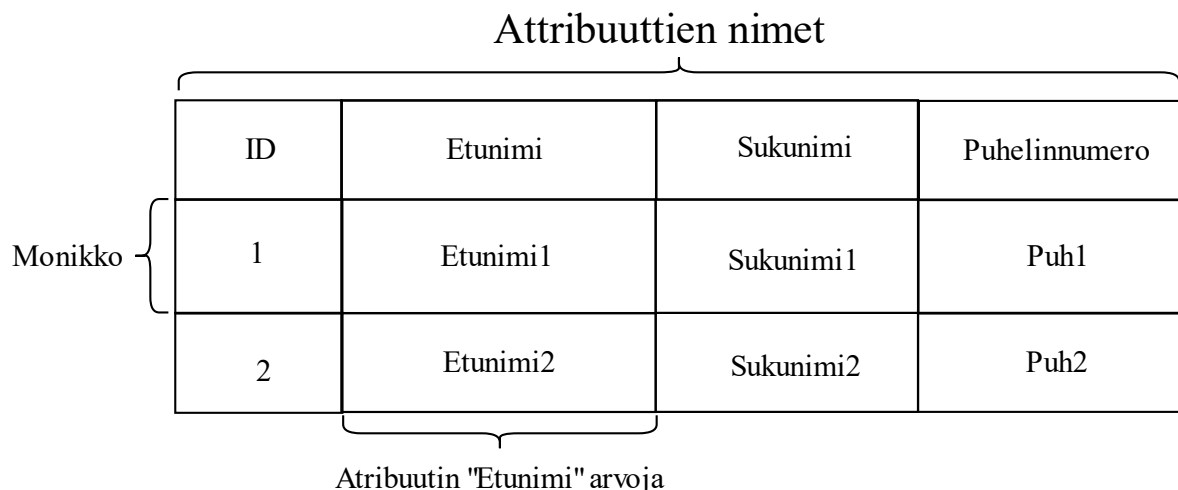 Attribuuttien nimet
ID Etunimi Sukunimi Puhelinnumero
Monikko 1 Etunimi1 Sukunimi1 Puh1
2 Etunimi2 Sukunimi2 Puh2
Atribuutin "Etunimi" arvoja